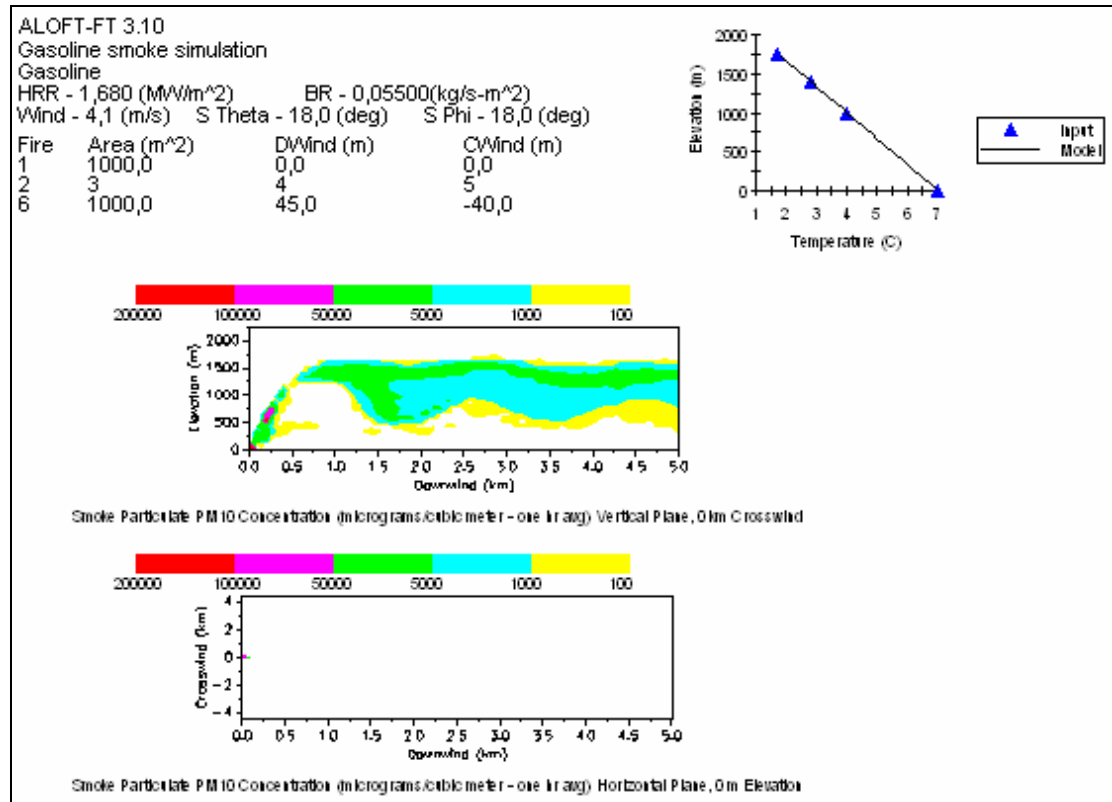 ALOFT-FT 3.10
Gasoline smoke simulation
Gasoline
HRR - 1,680 (MW/m^2) BR - 0,05500(kg/s-m^2)
Wind - 4,1 (m/s) S Theta - 18,0 (deg) S Phi - 18,0 (deg)
Fire Area (m^2) DWind (m) CWind (m)
1 1000,0 0,0 0,0
2 3 4 5
6 1000,0 45,0 -40,0
2000
1500
1000
500
0
Elevation (m)
1 2 3 4 5 6 7
Temperature (C)
Input
Model
200000 100000 50000 5000 1000 100
2000
1500
1000
500
0
Elevation (m)
0.0 0.5 1.0 1.5 2.0 2.5 3.0 3.5 4.0 4.5 5.0
Downwind (km)
Smoke Particulate PM10 Concentration (micrograms/cubic meter - one hr avg) Vertical Plane, 0 km Crosswind
200000 100000 50000 5000 1000 100
4
2
0
-2
-4
Crosswind (km)
0.0 0.5 1.0 1.5 2.0 2.5 3.0 3.5 4.0 4.5 5.0
Downwind (km)
Smoke Particulate PM10 Concentration (micrograms/cubic meter - one hr avg) Horizontal Plane, 0 m Elevation